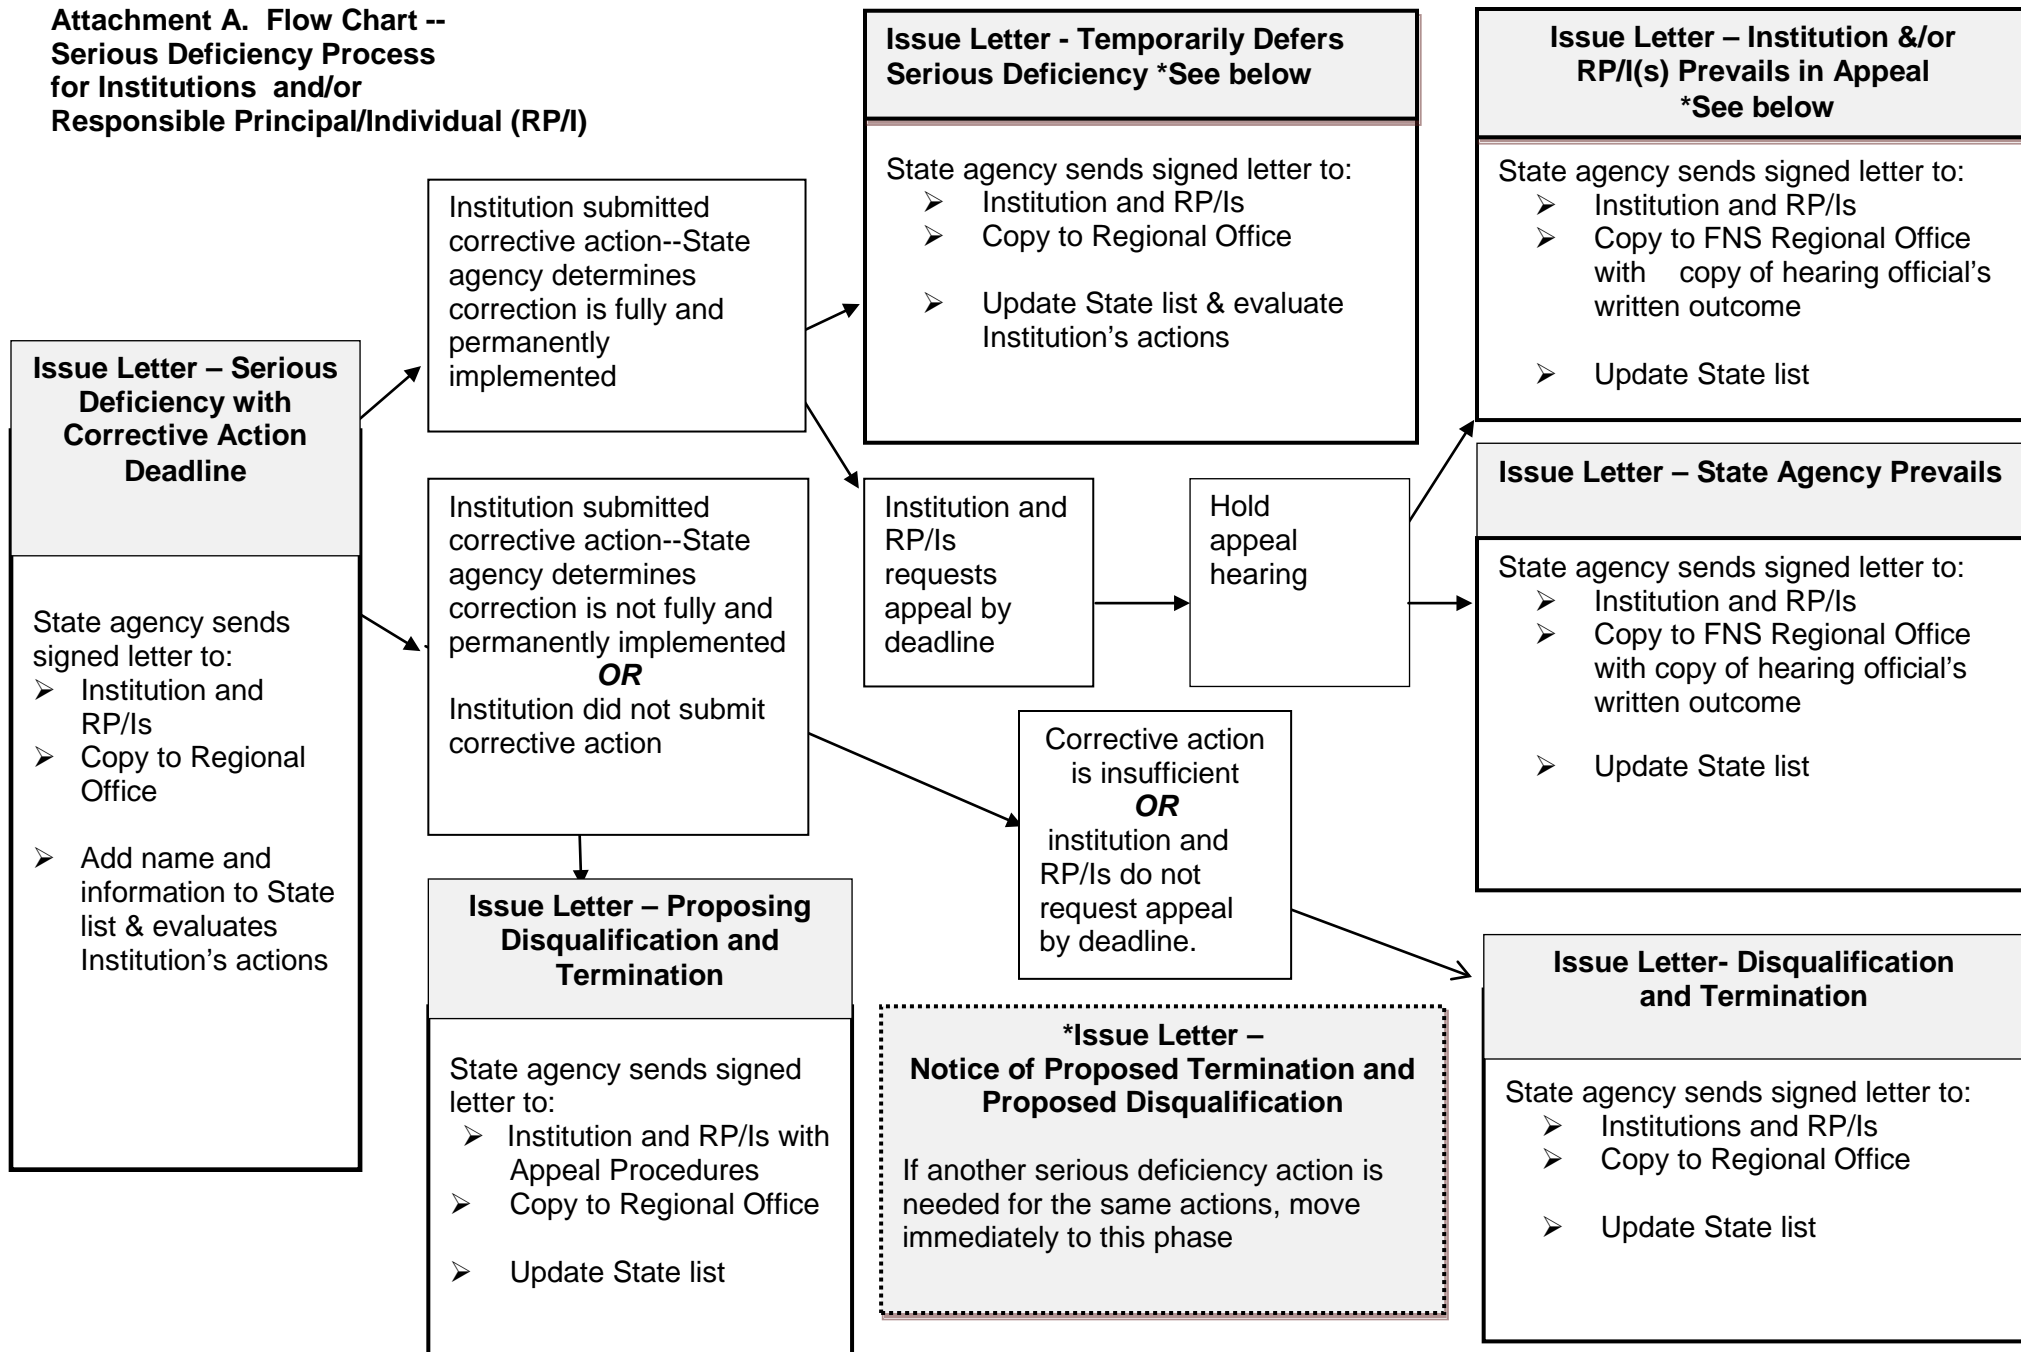 Attachment A. Flow Chart --
Serious Deficiency Process
for Institutions and/or
Responsible Principal/Individual (RP/I)
Issue Letter – Serious
Deficiency with
Corrective Action
Deadline
State agency sends
signed letter to:
➢ Institution and
RP/Is
➢ Copy to Regional
Office
➢ Add name and
information to State
list & evaluates
Institution’s actions
Institution submitted
corrective action--State
agency determines
correction is fully and
permanently
implemented
Institution submitted
corrective action--State
agency determines
correction is not fully and
permanently implemented
OR
Institution did not submit
corrective action
Issue Letter – Proposing
Disqualification and
Termination
State agency sends signed
letter to:
➢ Institution and RP/Is with
Appeal Procedures
➢ Copy to Regional Office
➢ Update State list
Issue Letter - Temporarily Defers
Serious Deficiency *See below
State agency sends signed letter to:
➢ Institution and RP/Is
➢ Copy to Regional Office
➢ Update State list & evaluate
Institution’s actions
Institution and
RP/Is
requests
appeal by
deadline
Hold
appeal
hearing
Corrective action
is insufficient
OR
institution and
RP/Is do not
request appeal
by deadline.
*Issue Letter –
Notice of Proposed Termination and
Proposed Disqualification
If another serious deficiency action is
needed for the same actions, move
immediately to this phase
Issue Letter – Institution &/or
RP/I(s) Prevails in Appeal
*See below
State agency sends signed letter to:
➢ Institution and RP/Is
➢ Copy to FNS Regional Office
with copy of hearing official’s
written outcome
➢ Update State list
Issue Letter – State Agency Prevails
State agency sends signed letter to:
➢ Institution and RP/Is
➢ Copy to FNS Regional Office
with copy of hearing official’s
written outcome
➢ Update State list
Issue Letter- Disqualification
and Termination
State agency sends signed letter to:
➢ Institutions and RP/Is
➢ Copy to Regional Office
➢ Update State list